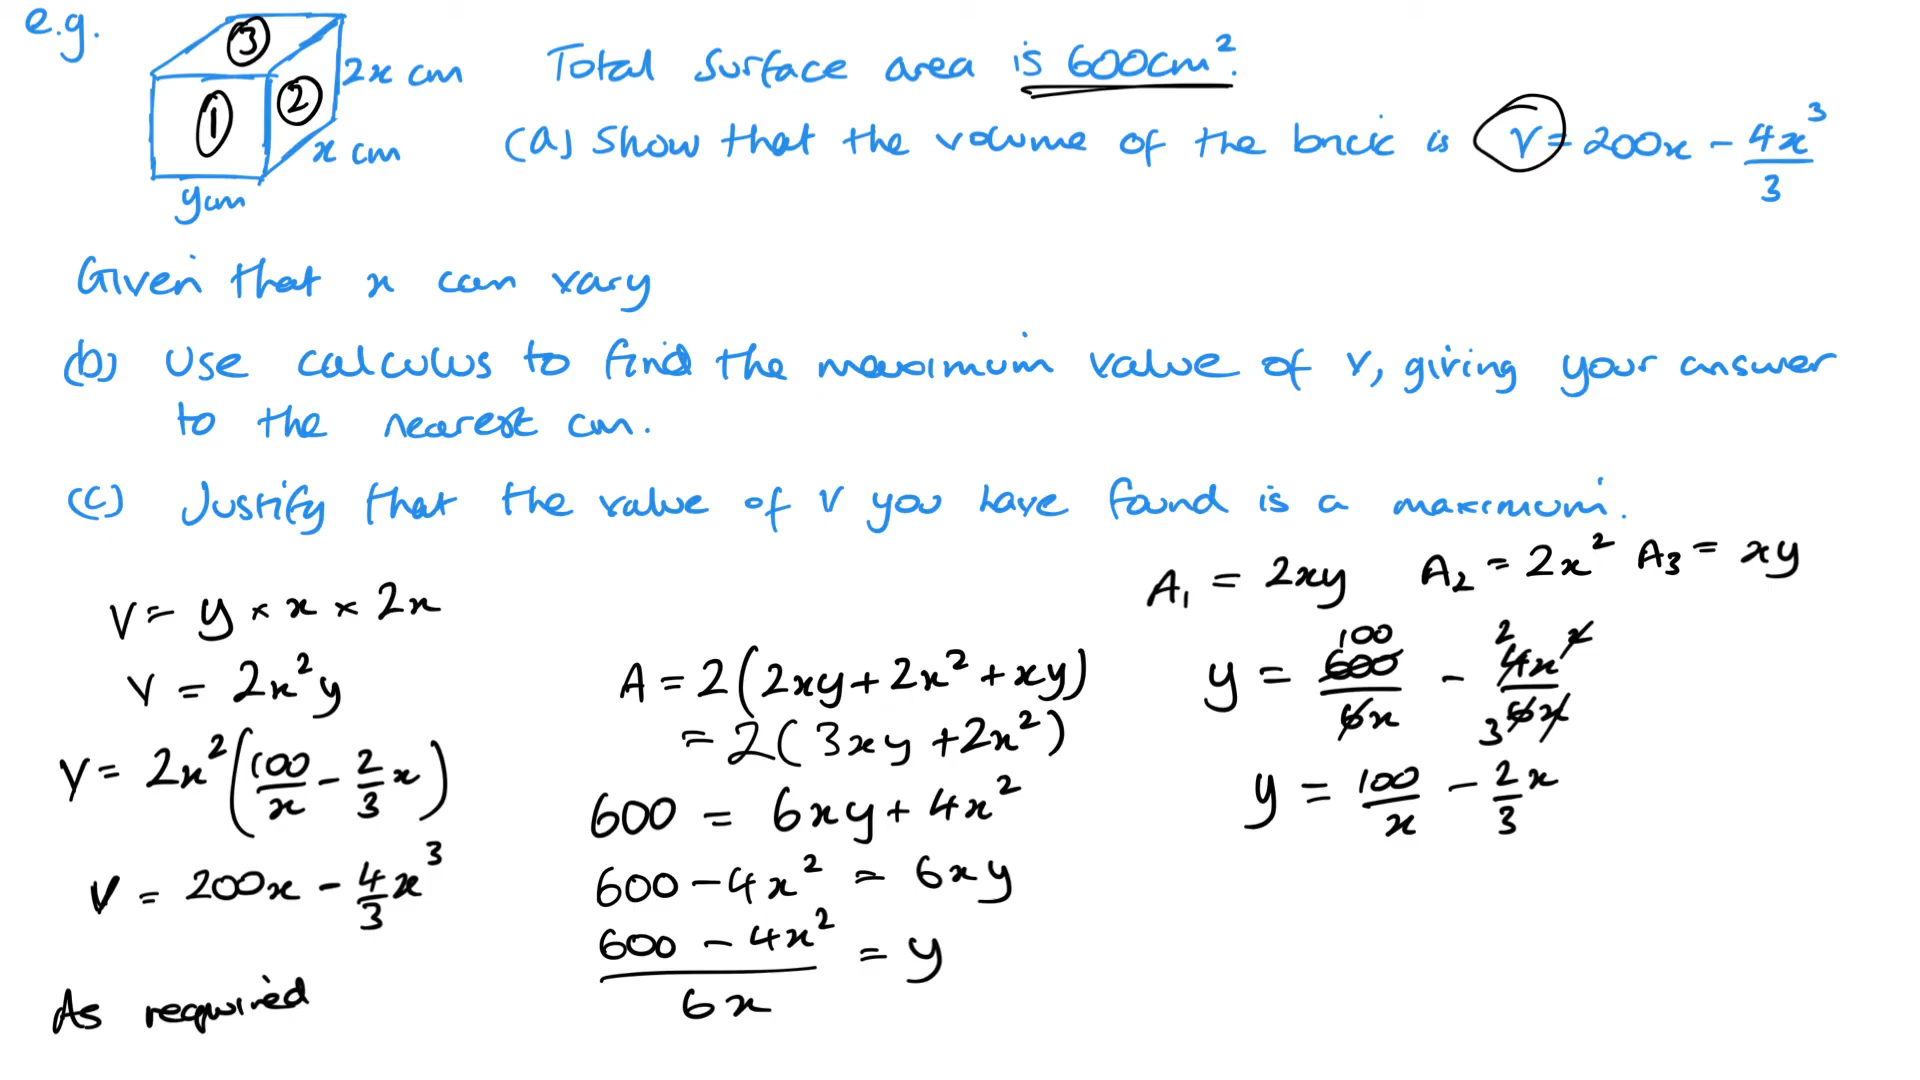 e.g.
③
①
②
2x cm
x cm
y cm
Total surface area is 600cm².
(a) Show that the volume of the brick is V = 200x - 4x³/3
Given that x can vary
(b) Use calculus to find the maximum value of V, giving your answer
to the nearest cm.
(c) Justify that the value of V you have found is a maximum.
V = y × x × 2x
V = 2x²y
V = 2x²(100/x - 2/3 x)
V = 200x - 4/3 x³
As required
A = 2(2xy + 2x² + xy)
= 2(3xy + 2x²)
600 = 6xy + 4x²
600 - 4x² = 6xy
(600 - 4x²)/6x = y
A₁ = 2xy A₂ = 2x² A₃ = xy
100 2
y = 600/6x - 4x²/6x
3
y = 100/x - 2/3 x